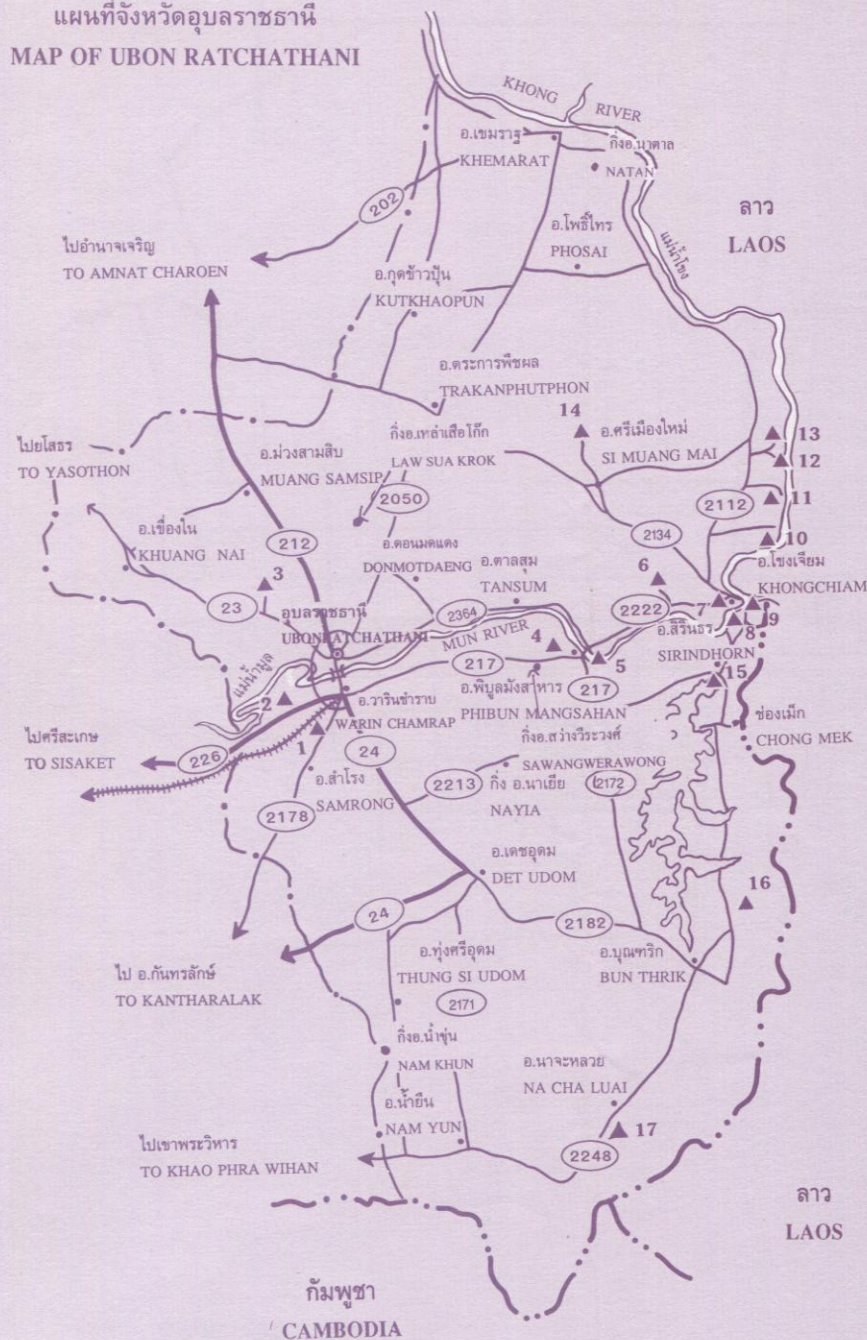 แผนที่จังหวัดอุบลราชธานี
MAP OF UBON RATCHATHANI
KHONG RIVER
อ.เขมราฐ
KHEMARAT
กิ่งอ.นาตาล
NATAN
202
ลาว
LAOS
อ.โพธิ์ไทร
PHOSAI
แม่น้ำโขง
ไปอำนาจเจริญ
TO AMNAT CHAROEN
อ.กุดข้าวปุ้น
KUTKHAOPUN
อ.ตระการพืชผล
TRAKANPHUTPHON
14
กิ่งอ.เหล่าเสือโก้ก
LAW SUA KROK
อ.ศรีเมืองใหม่
SI MUANG MAI
13
12
ไปยโสธร
TO YASOTHON
อ.ม่วงสามสิบ
MUANG SAMSIP
2050
2112
11
อ.เขื่องใน
KHUANG NAI
212
2134
10
อ.ดอนมดแดง
DONMOTDAENG
อ.ตาลสุม
TANSUM
อ.โขงเจียม
KHONGCHIAM
3
6
23
อุบลราชธานี
UBONRATCHATHANI
2364
2222
7
9
8
MUN RIVER
4
5
อ.สิรินธร
SIRINDHORN
แม่น้ำมูล
217
217
15
2
อ.วารินชำราบ
WARIN CHAMRAP
อ.พิบูลมังสาหาร
PHIBUN MANGSAHAN
ช่องเม็ก
CHONG MEK
ไปศรีสะเกษ
TO SISAKET
226
1
24
กิ่งอ.สว่างวีระวงศ์
SAWANGWERAWONG
อ.สำโรง
SAMRONG
2213
กิ่ง อ.นาเยีย
NAYIA
2172
2178
อ.เดชอุดม
DET UDOM
16
24
2182
ไป อ.กันทรลักษ์
TO KANTHARALAK
อ.ทุ่งศรีอุดม
THUNG SI UDOM
อ.บุณฑริก
BUN THRIK
2171
กิ่งอ.น้ำขุ่น
NAM KHUN
อ.นาจะหลวย
NA CHA LUAI
อ.น้ำยืน
NAM YUN
17
ไปเขาพระวิหาร
TO KHAO PHRA WIHAN
2248
ลาว
LAOS
กัมพูชา
CAMBODIA